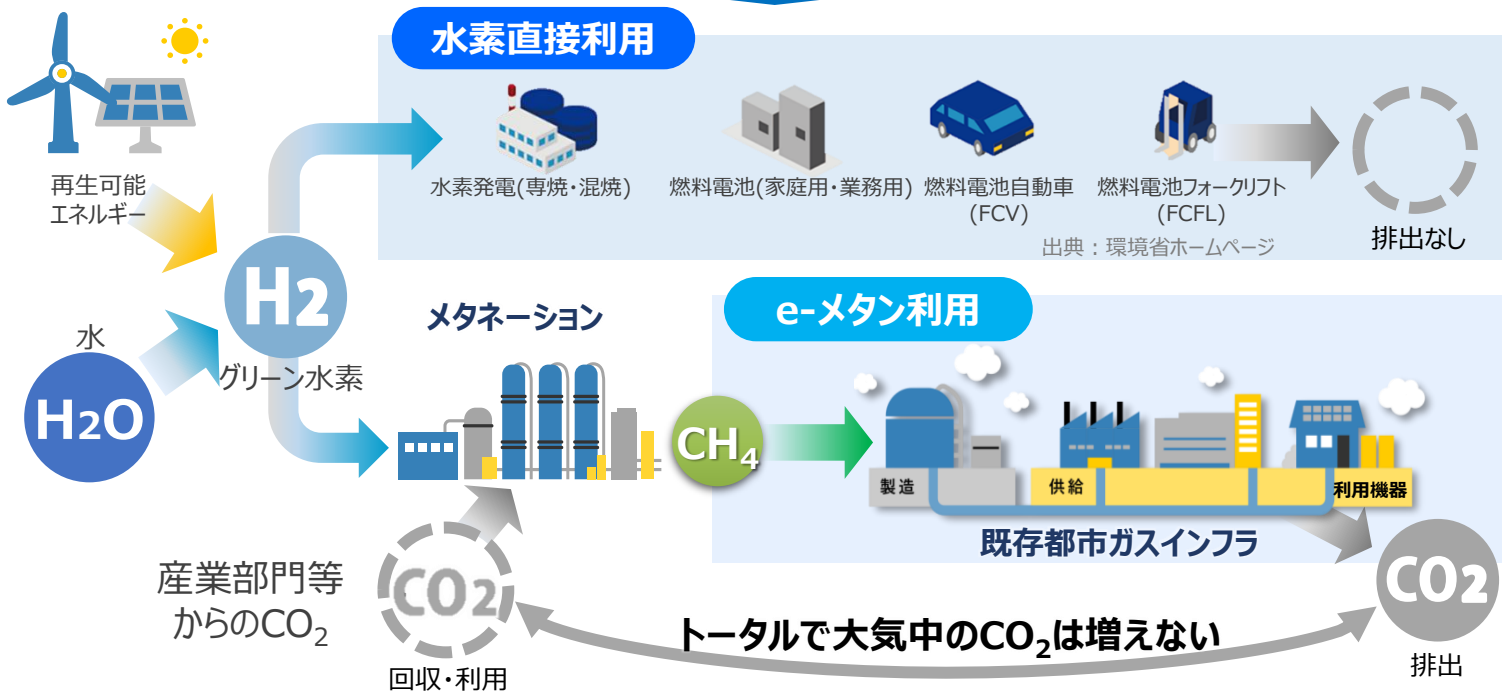 水素直接利用
再生可能
エネルギー
水素発電(専焼・混焼)
燃料電池(家庭用・業務用)
燃料電池自動車
(FCV)
燃料電池フォークリフト
(FCFL)
出典：環境省ホームページ
排出なし
H2
グリーン水素
水
H2O
メタネーション
e-メタン利用
CH4
製造
供給
利用機器
既存都市ガスインフラ
産業部門等
からのCO2
CO2
回収・利用
トータルで大気中のCO2は増えない
CO2
排出